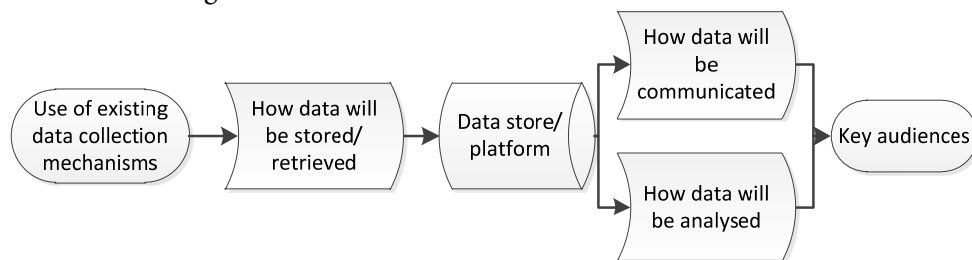 Use of existing
data collection
mechanisms
How data will
be stored/
retrieved
Data store/
platform
How data will
be
communicated
How data will
be analysed
Key audiences